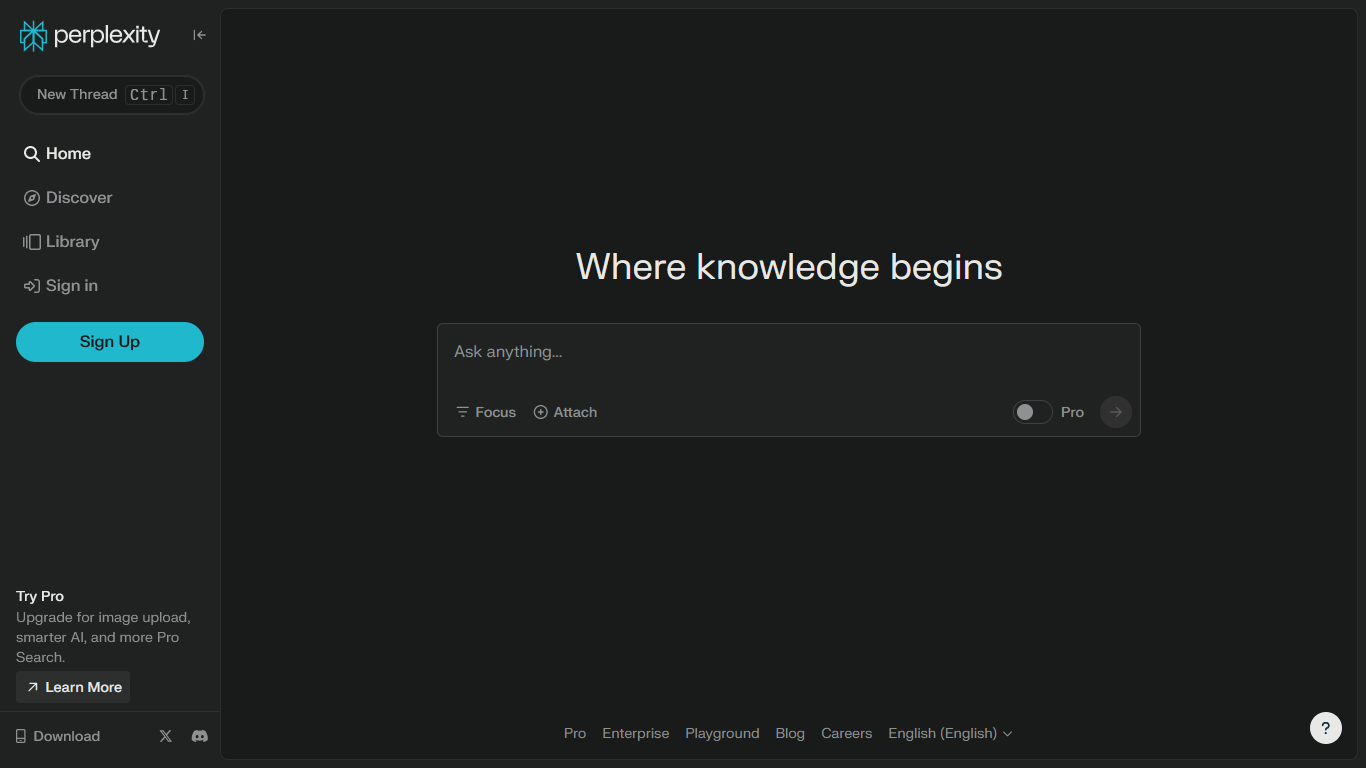 perplexity
New Thread Ctrl I
Home
Discover
Library
Sign in
Sign Up
Try Pro
Upgrade for image upload,
smarter AI, and more Pro
Search.
Learn More
Download
Where knowledge begins
Ask anything...
Focus Attach Pro
Pro Enterprise Playground Blog Careers English (English)
?